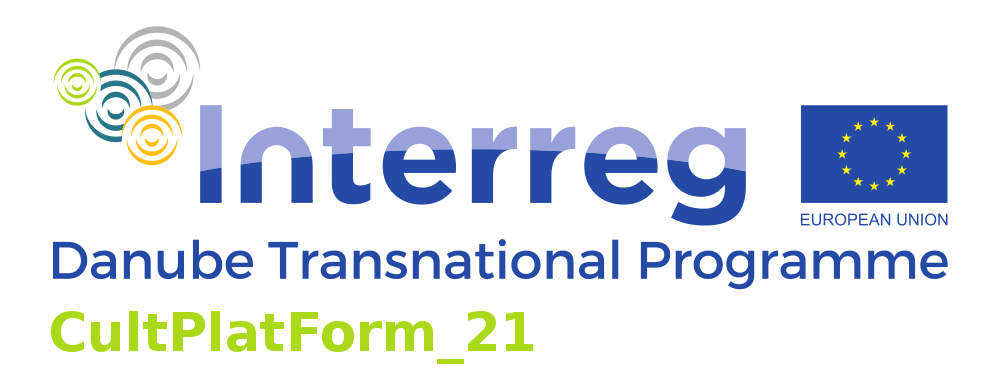 Interreg
EUROPEAN UNION
Danube Transnational Programme
CultPlatForm_21